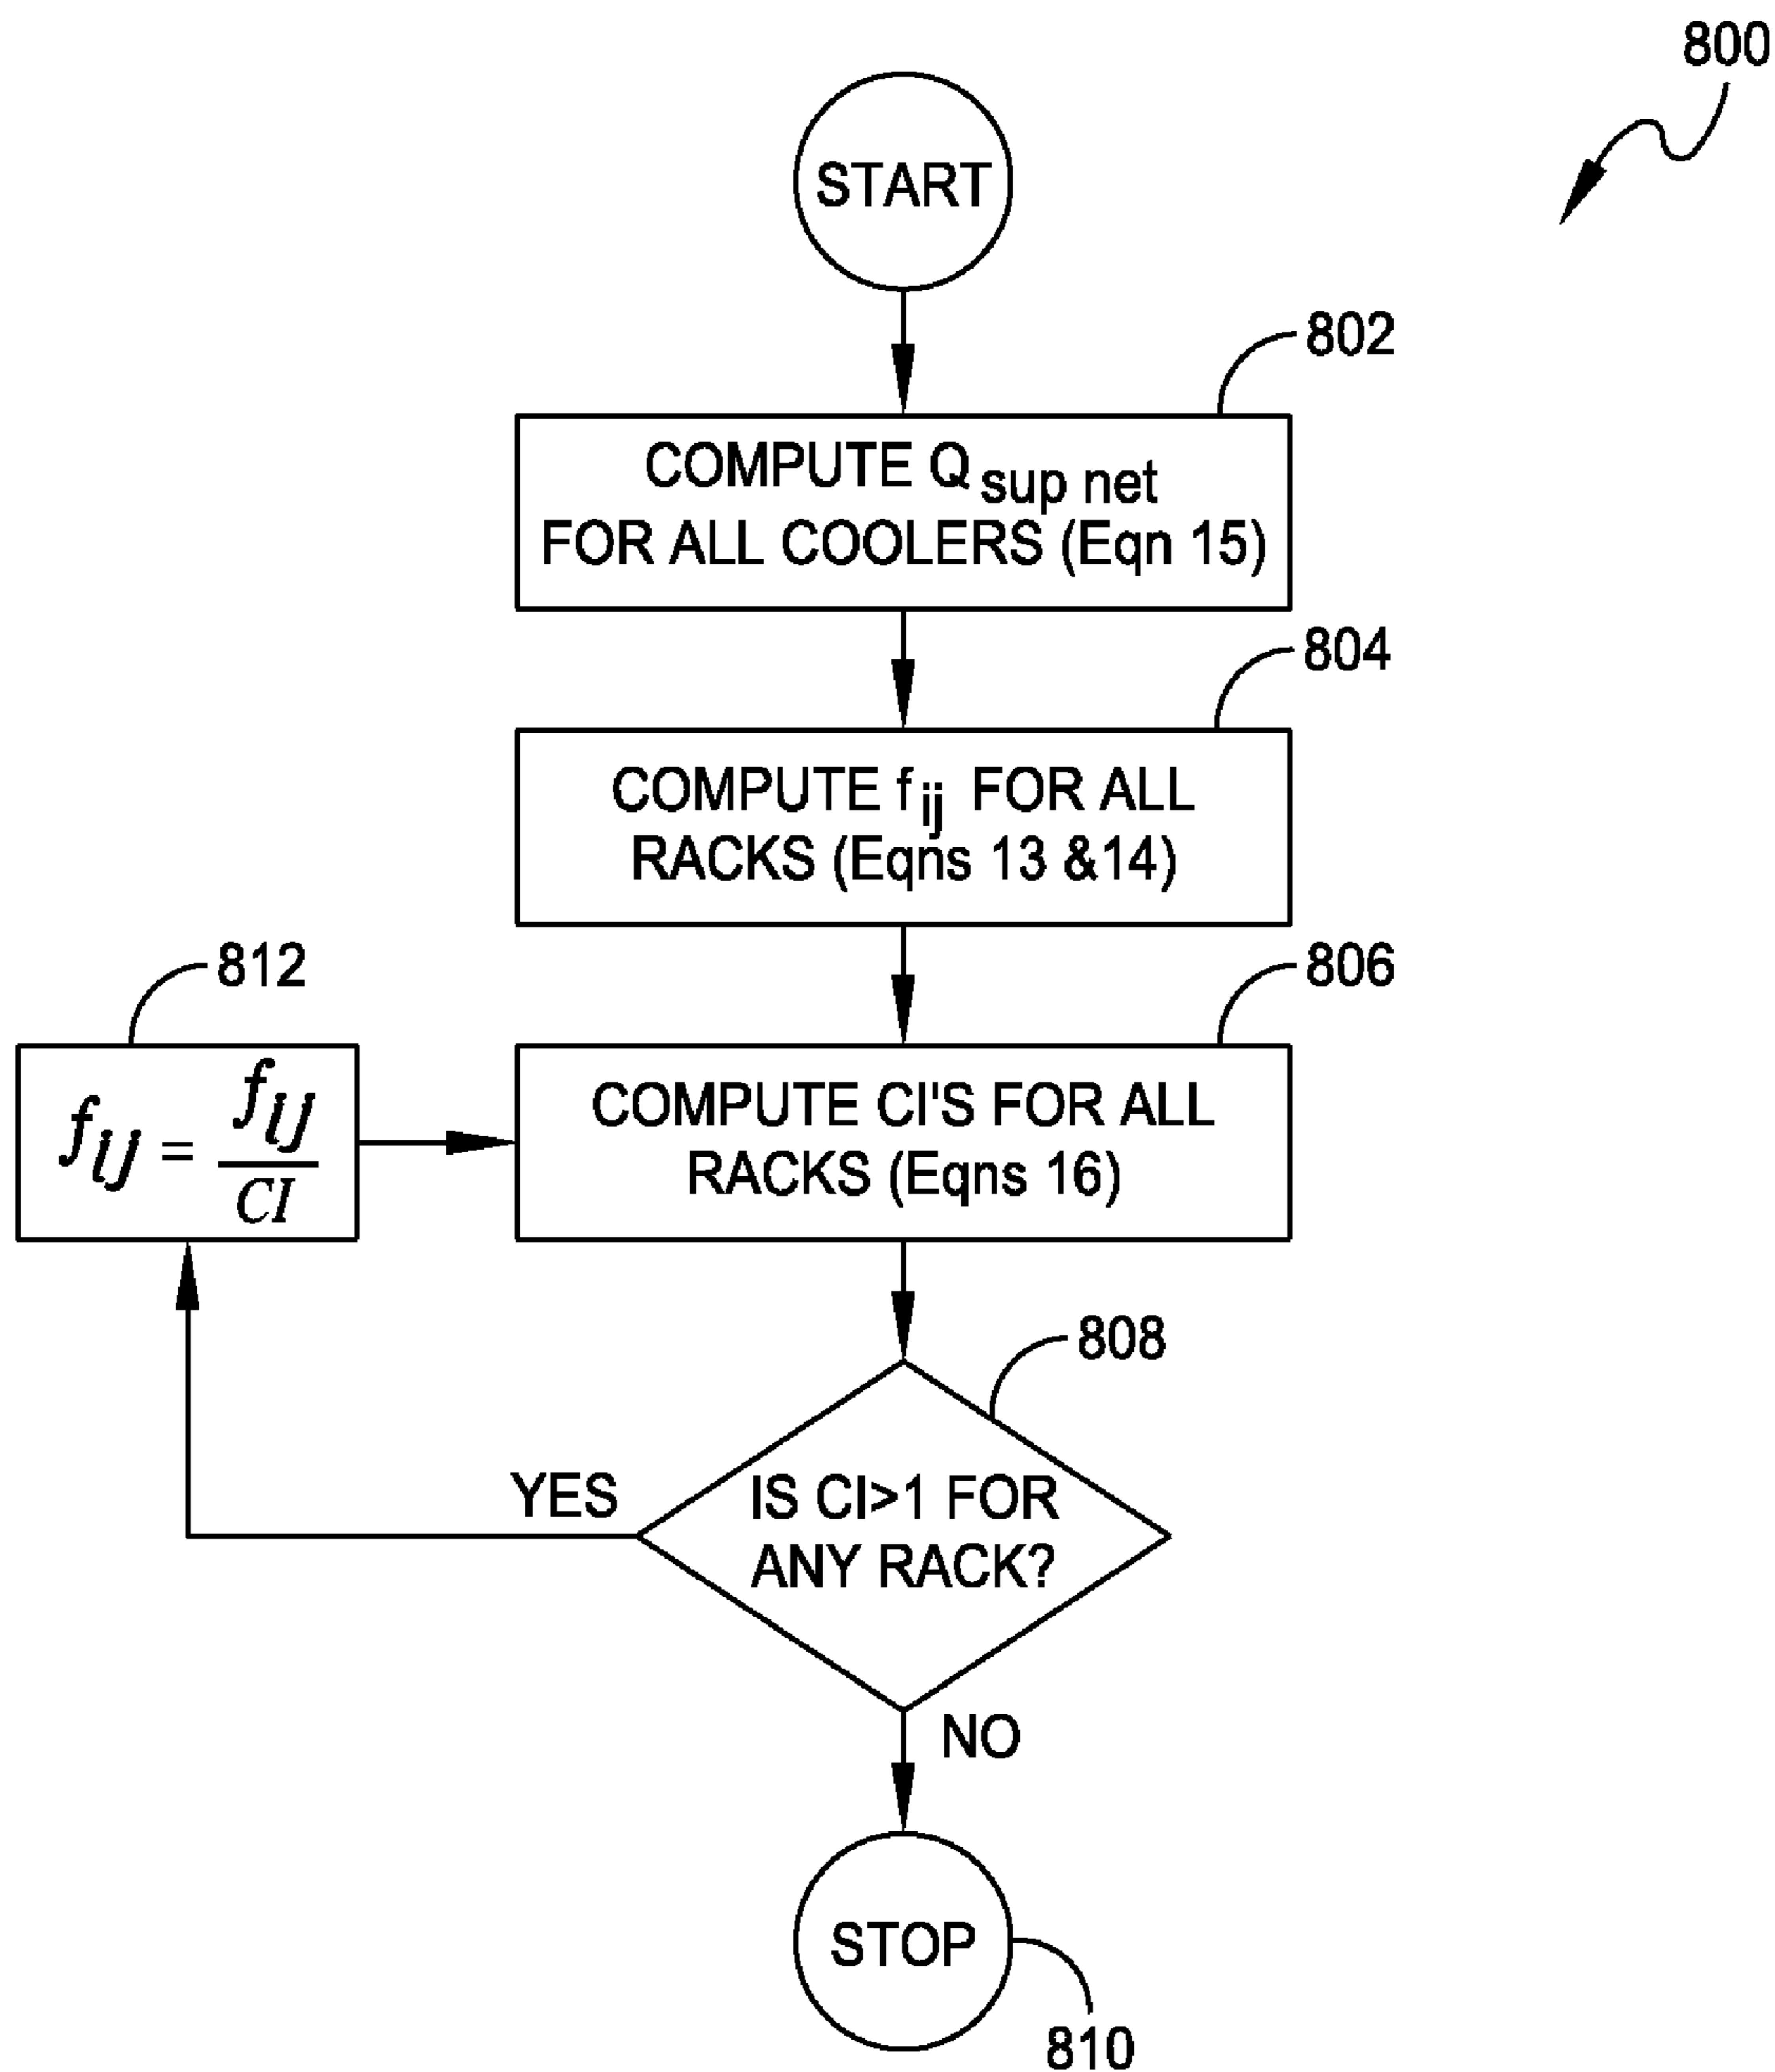 800
START
802
COMPUTE Q sup net
FOR ALL COOLERS (Eqn 15)
804
COMPUTE f ij FOR ALL
RACKS (Eqns 13 &14)
812
806
f ij = f ij / CI
COMPUTE CI'S FOR ALL
RACKS (Eqns 16)
808
YES
IS CI>1 FOR
ANY RACK?
NO
STOP
810